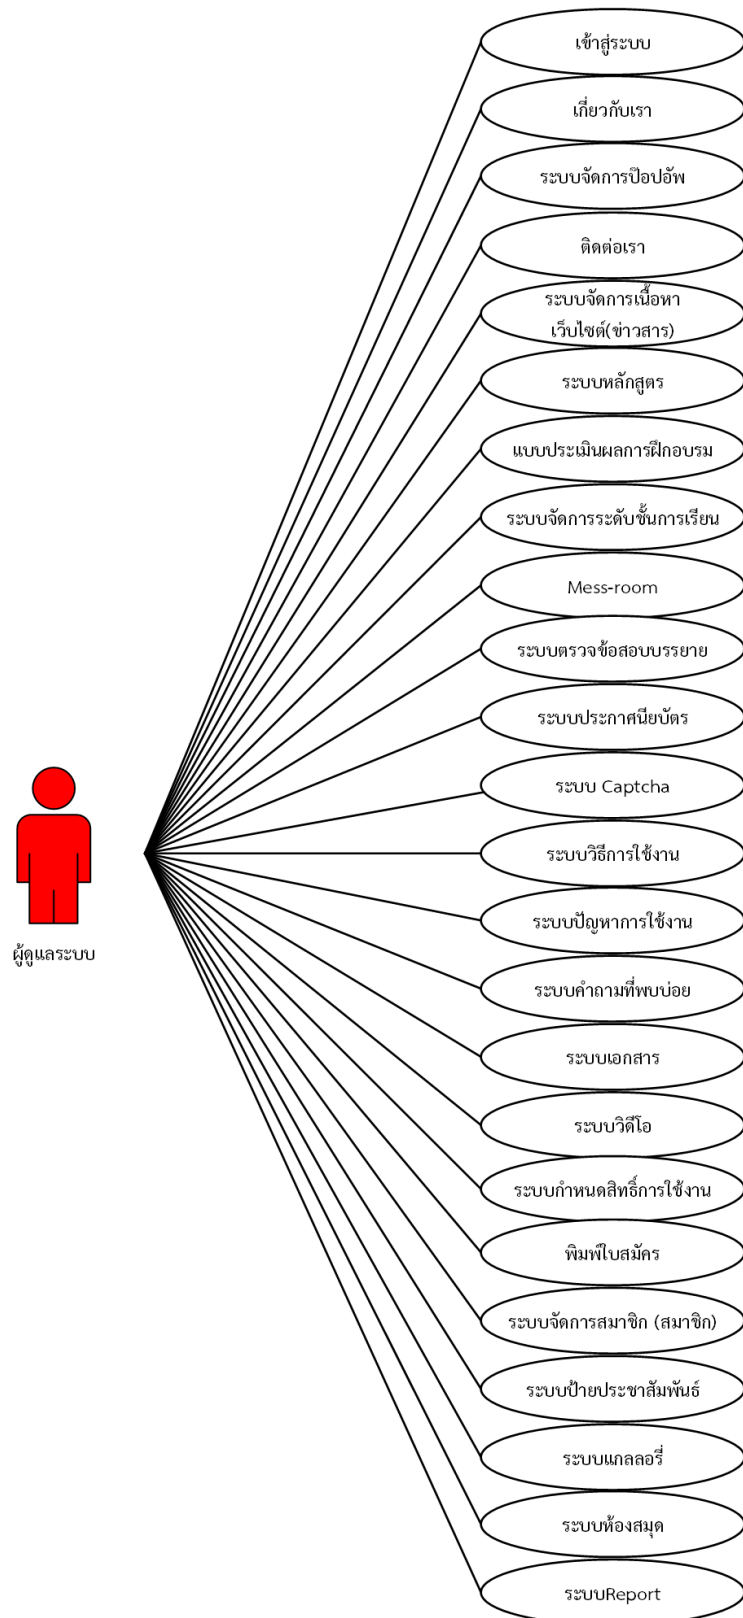 เข้าสู่ระบบ
เกี่ยวกับเรา
ระบบจัดการป๊อปอัพ
ติดต่อเรา
ระบบจัดการเนื้อหา
เว็บไซต์(ข่าวสาร)
ระบบหลักสูตร
แบบประเมินผลการฝึกอบรม
ระบบจัดการระดับชั้นการเรียน
Mess-room
ระบบตรวจข้อสอบบรรยาย
ระบบประกาศนียบัตร
ระบบ Captcha
ระบบวิธีการใช้งาน
ระบบปัญหาการใช้งาน
ผู้ดูแลระบบ
ระบบคำถามที่พบบ่อย
ระบบเอกสาร
ระบบวิดีโอ
ระบบกำหนดสิทธิ์การใช้งาน
พิมพ์ใบสมัคร
ระบบจัดการสมาชิก (สมาชิก)
ระบบป้ายประชาสัมพันธ์
ระบบแกลลอรี่
ระบบห้องสมุด
ระบบReport